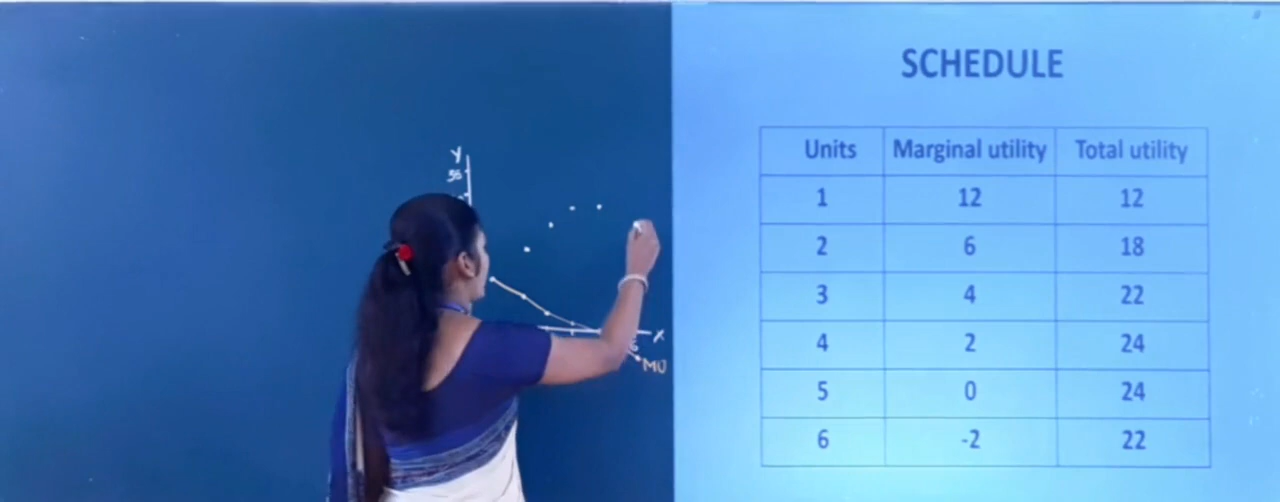 Y
X
MU
SCHEDULE
Units Marginal utility Total utility
1 12 12
2 6 18
3 4 22
4 2 24
5 0 24
6 -2 22